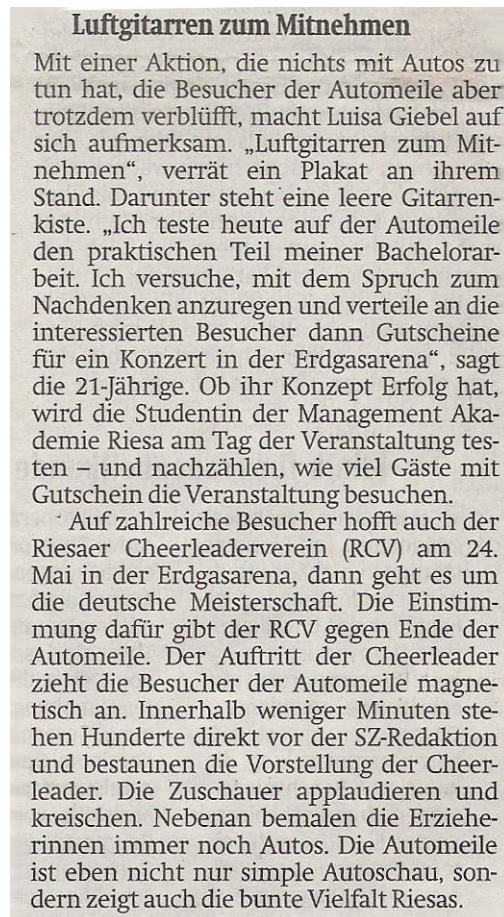 Luftgitarren zum Mitnehmen
Mit einer Aktion, die nichts mit Autos zu
tun hat, die Besucher der Automeile aber
trotzdem verblüfft, macht Luisa Giebel auf
sich aufmerksam. „Luftgitarren zum Mit-
nehmen“, verrät ein Plakat an ihrem
Stand. Darunter steht eine leere Gitarren-
kiste. „Ich teste heute auf der Automeile
den praktischen Teil meiner Bachelorar-
beit. Ich versuche, mit dem Spruch zum
Nachdenken anzuregen und verteile an die
interessierten Besucher dann Gutscheine
für ein Konzert in der Erdgasarena“, sagt
die 21-Jährige. Ob ihr Konzept Erfolg hat,
wird die Studentin der Management Aka-
demie Riesa am Tag der Veranstaltung tes-
ten – und nachzählen, wie viel Gäste mit
Gutschein die Veranstaltung besuchen.
Auf zahlreiche Besucher hofft auch der
Riesaer Cheerleaderverein (RCV) am 24.
Mai in der Erdgasarena, dann geht es um
die deutsche Meisterschaft. Die Einstim-
mung dafür gibt der RCV gegen Ende der
Automeile. Der Auftritt der Cheerleader
zieht die Besucher der Automeile magne-
tisch an. Innerhalb weniger Minuten ste-
hen Hunderte direkt vor der SZ-Redaktion
und bestaunen die Vorstellung der Cheer-
leader. Die Zuschauer applaudieren und
kreischen. Nebenan bemalen die Erziehe-
rinnen immer noch Autos. Die Automeile
ist eben nicht nur simple Autoschau, son-
dern zeigt auch die bunte Vielfalt Riesas.